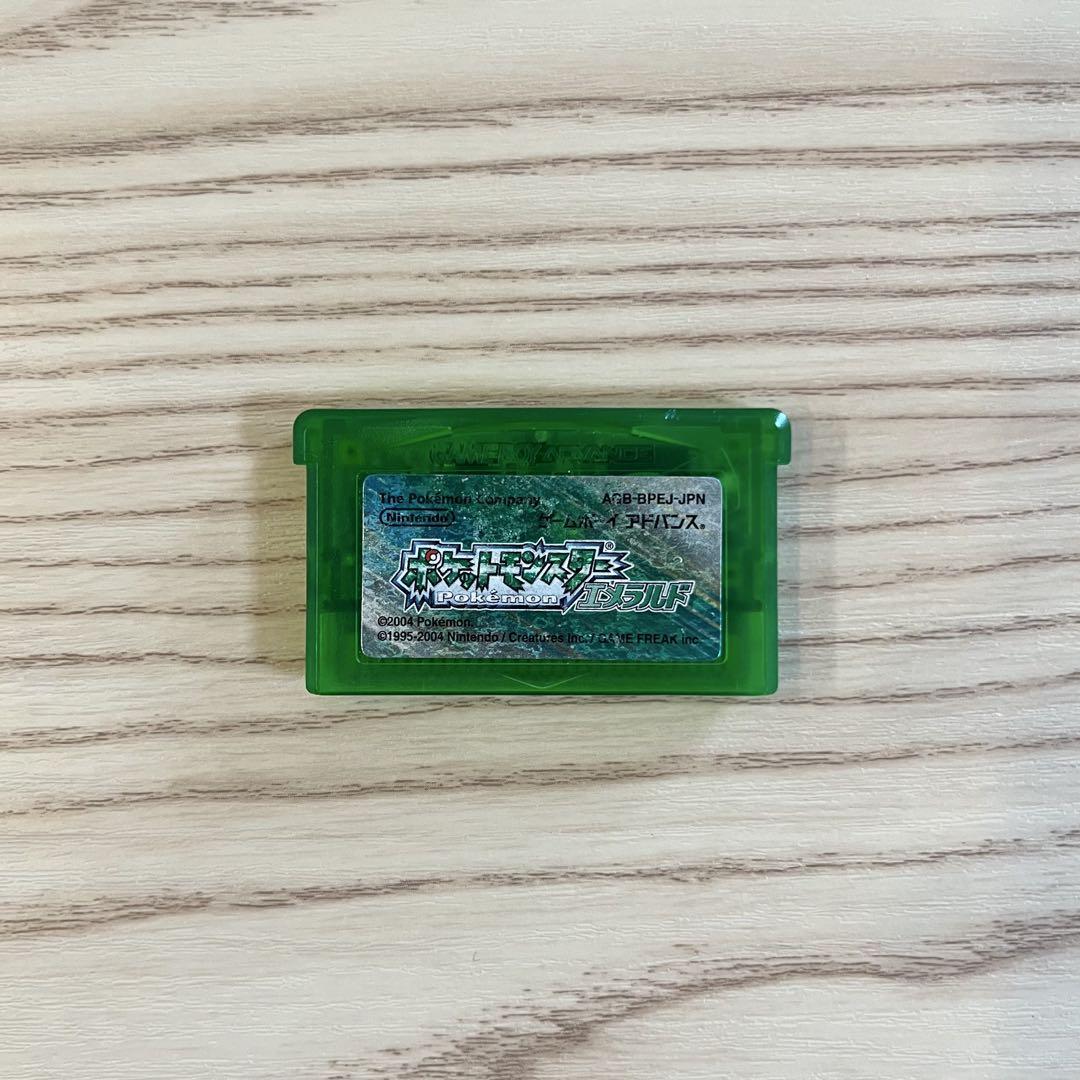 GAME BOY ADVANCE
The Pokémon Company AGB-BPEJ-JPN
Nintendo ゲームボーイ アドバンス®
ポケットモンスター®
Pokémon エメラルド
©2004 Pokémon.
©1995-2004 Nintendo / Creatures inc. / GAME FREAK inc.